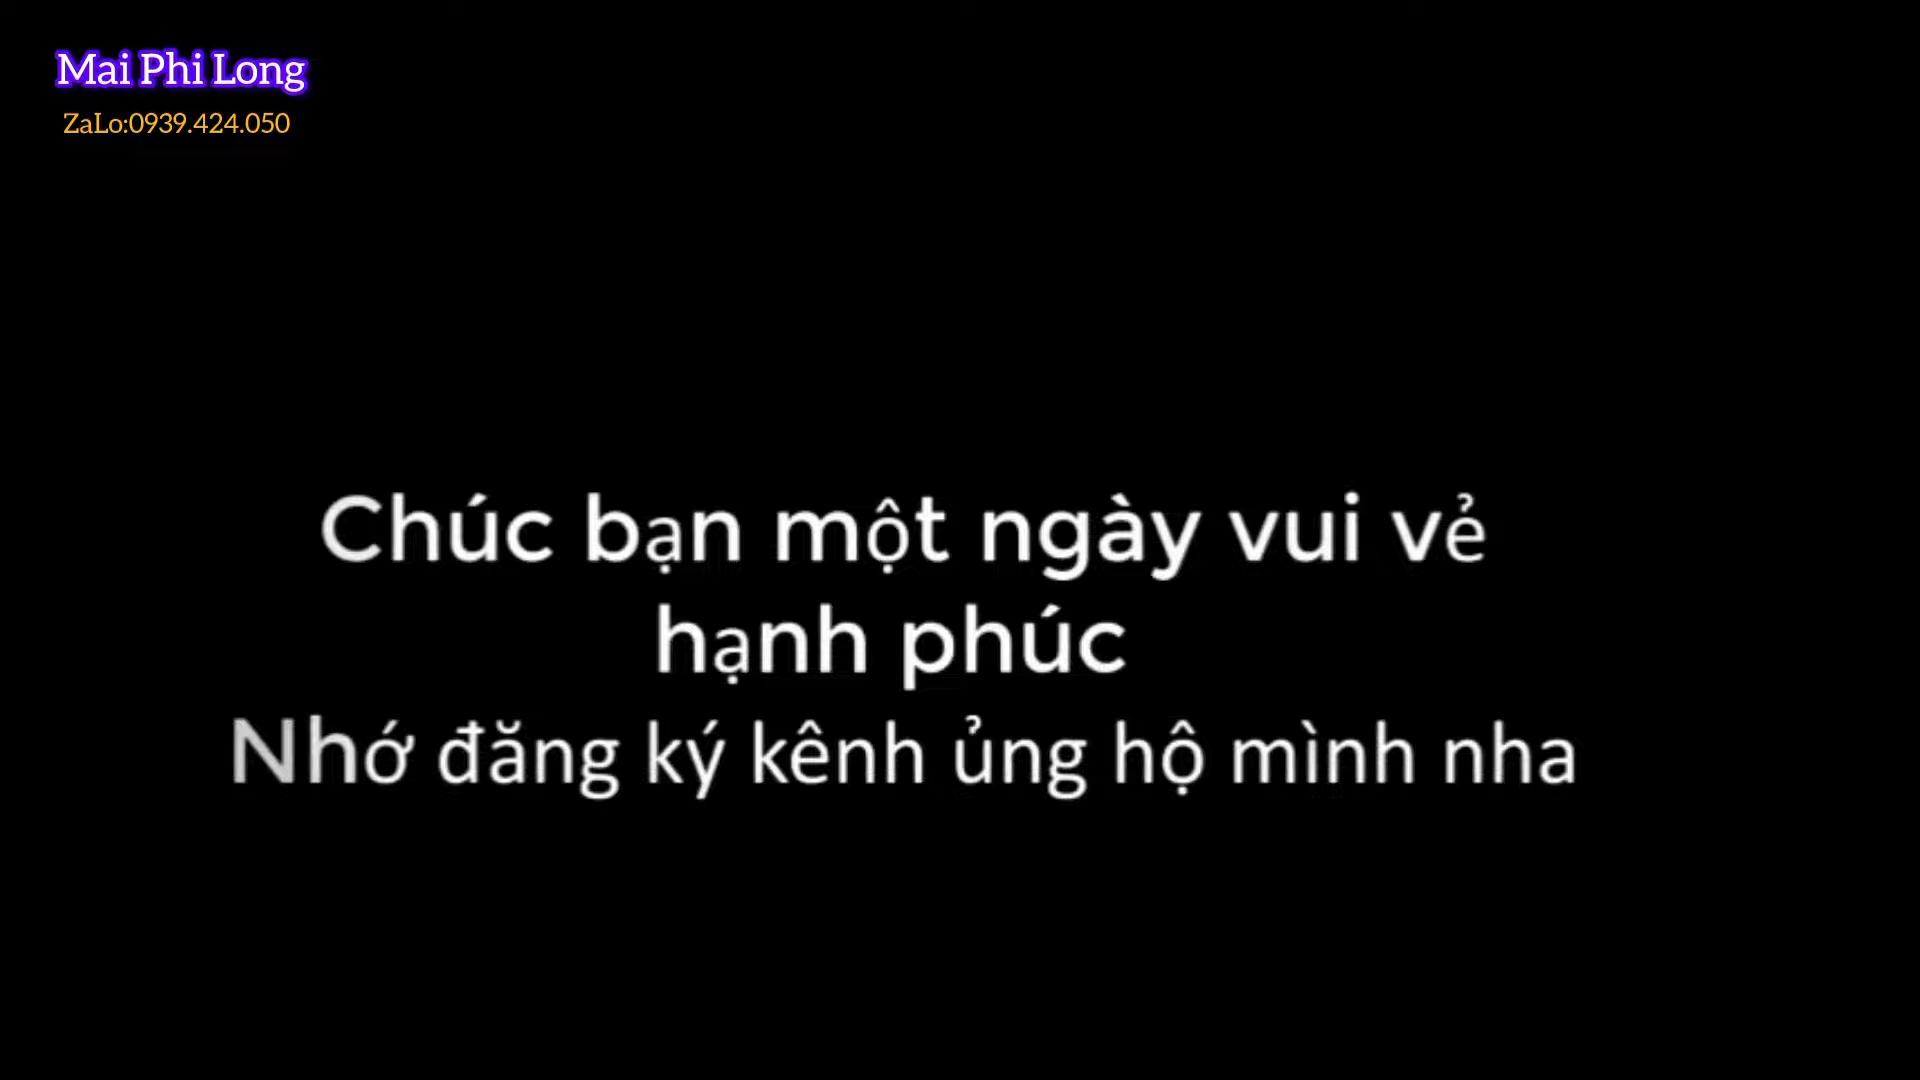 Mai Phi Long
ZaLo:0939.424.050
Chúc bạn một ngày vui vẻ
hạnh phúc
Nhớ đăng ký kênh ủng hộ mình nha